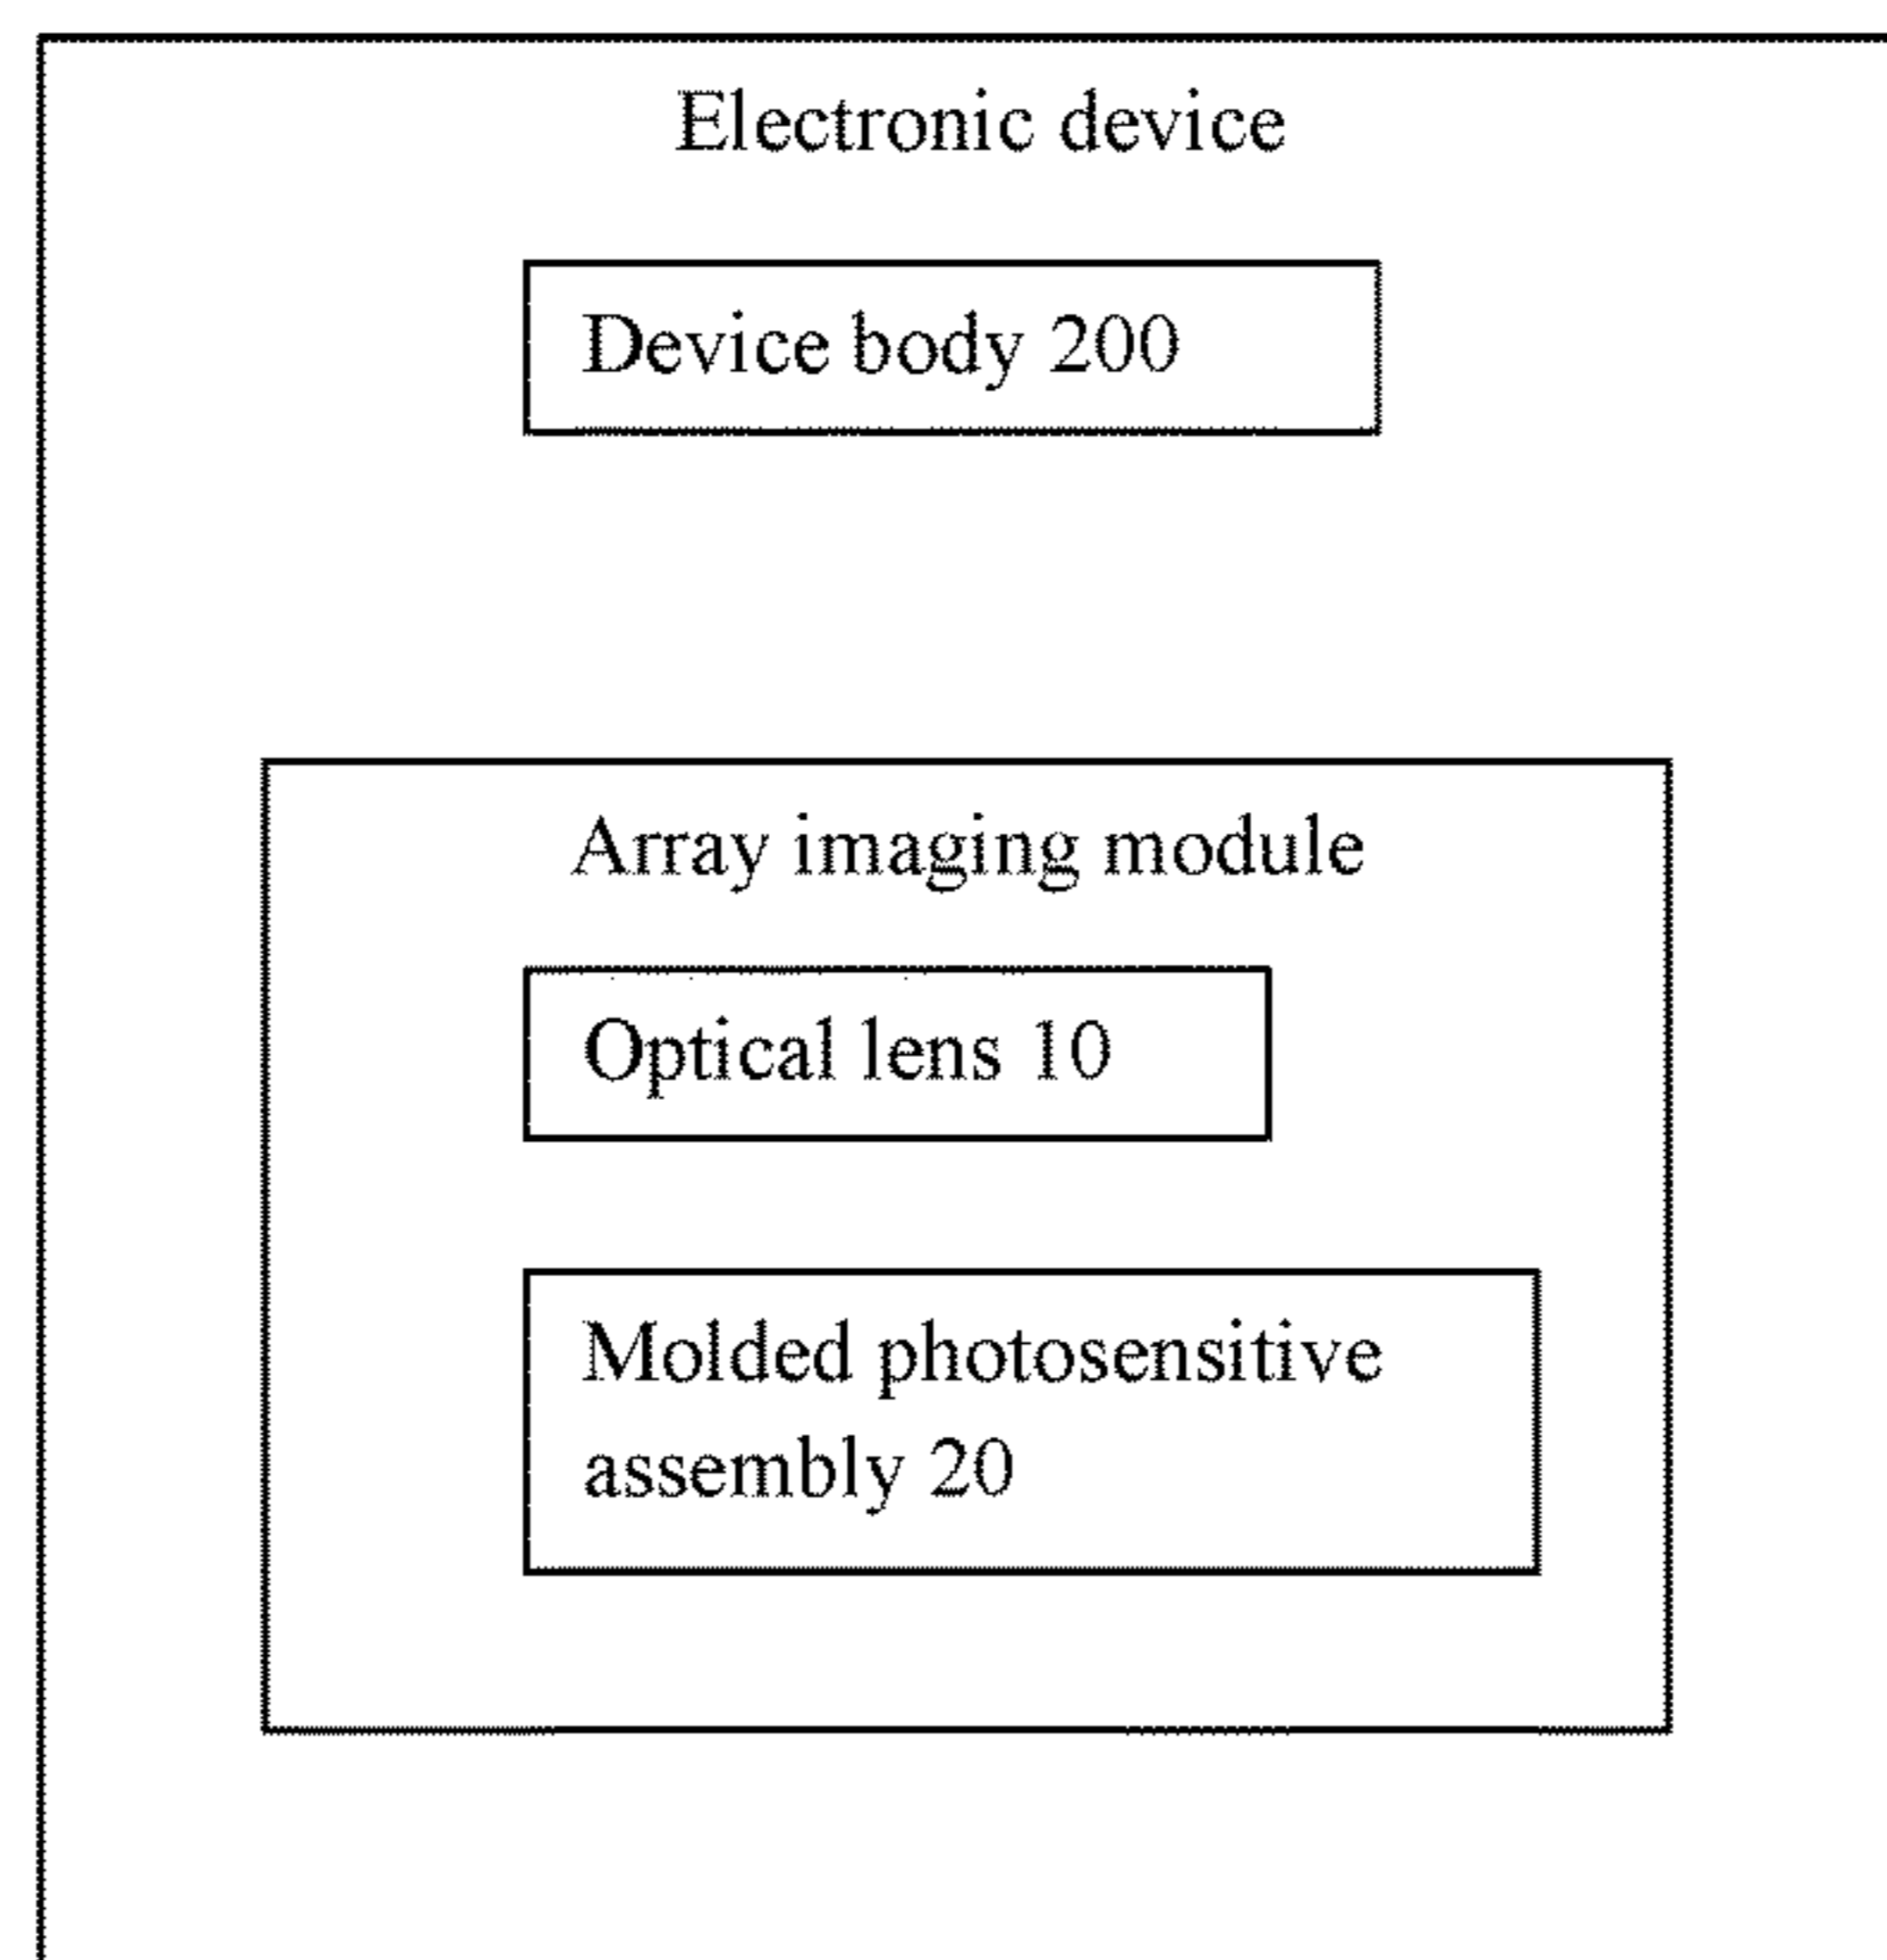 Electronic device
Device body 200
Array imaging module
Optical lens 10
Molded photosensitive
assembly 20